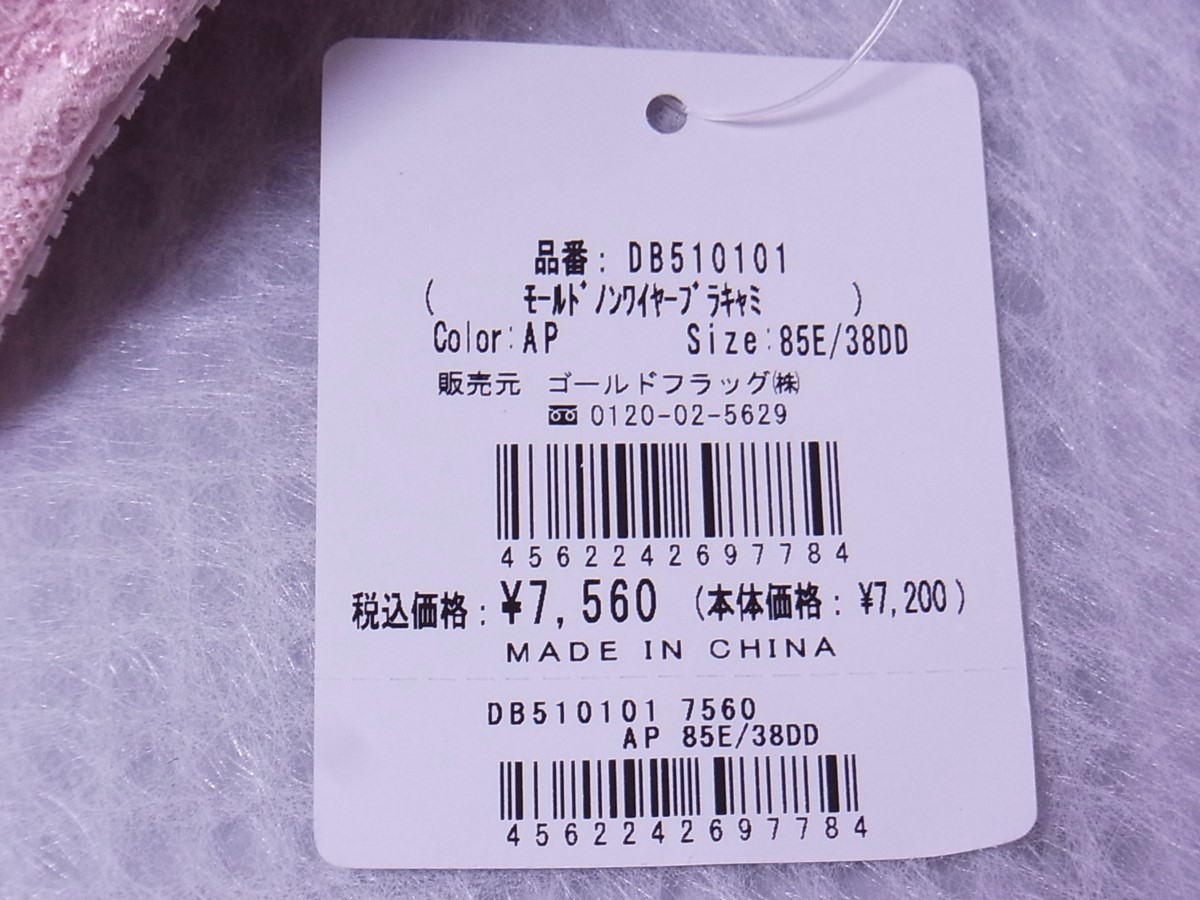 品番: DB510101
( ﾓｰﾙﾄﾞﾉﾝﾜｲﾔｰﾌﾞﾗｷｬﾐ )
Color:AP Size:85E/38DD
販売元 ゴールドフラッグ㈱
0120-02-5629
4562242697784
税込価格:¥7,560 (本体価格: ¥7,200)
MADE IN CHINA
DB510101 7560
AP 85E/38DD
4562242697784